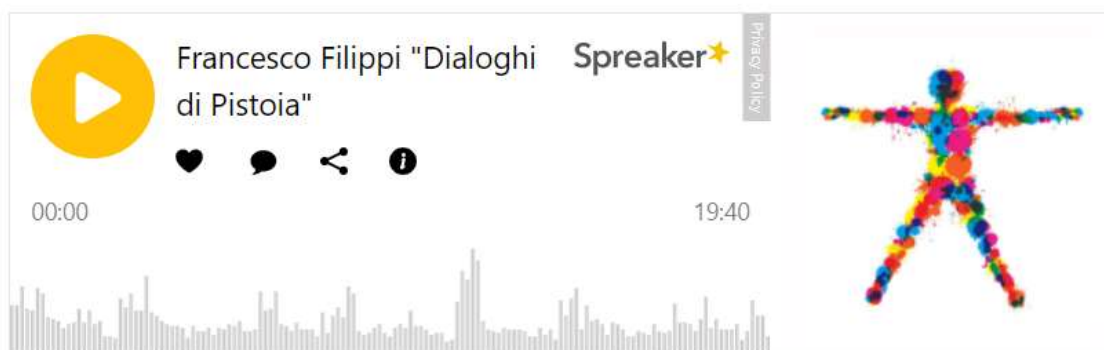 Francesco Filippi "Dialoghi
di Pistoia"
Spreaker
Privacy Policy
00:00
19:40